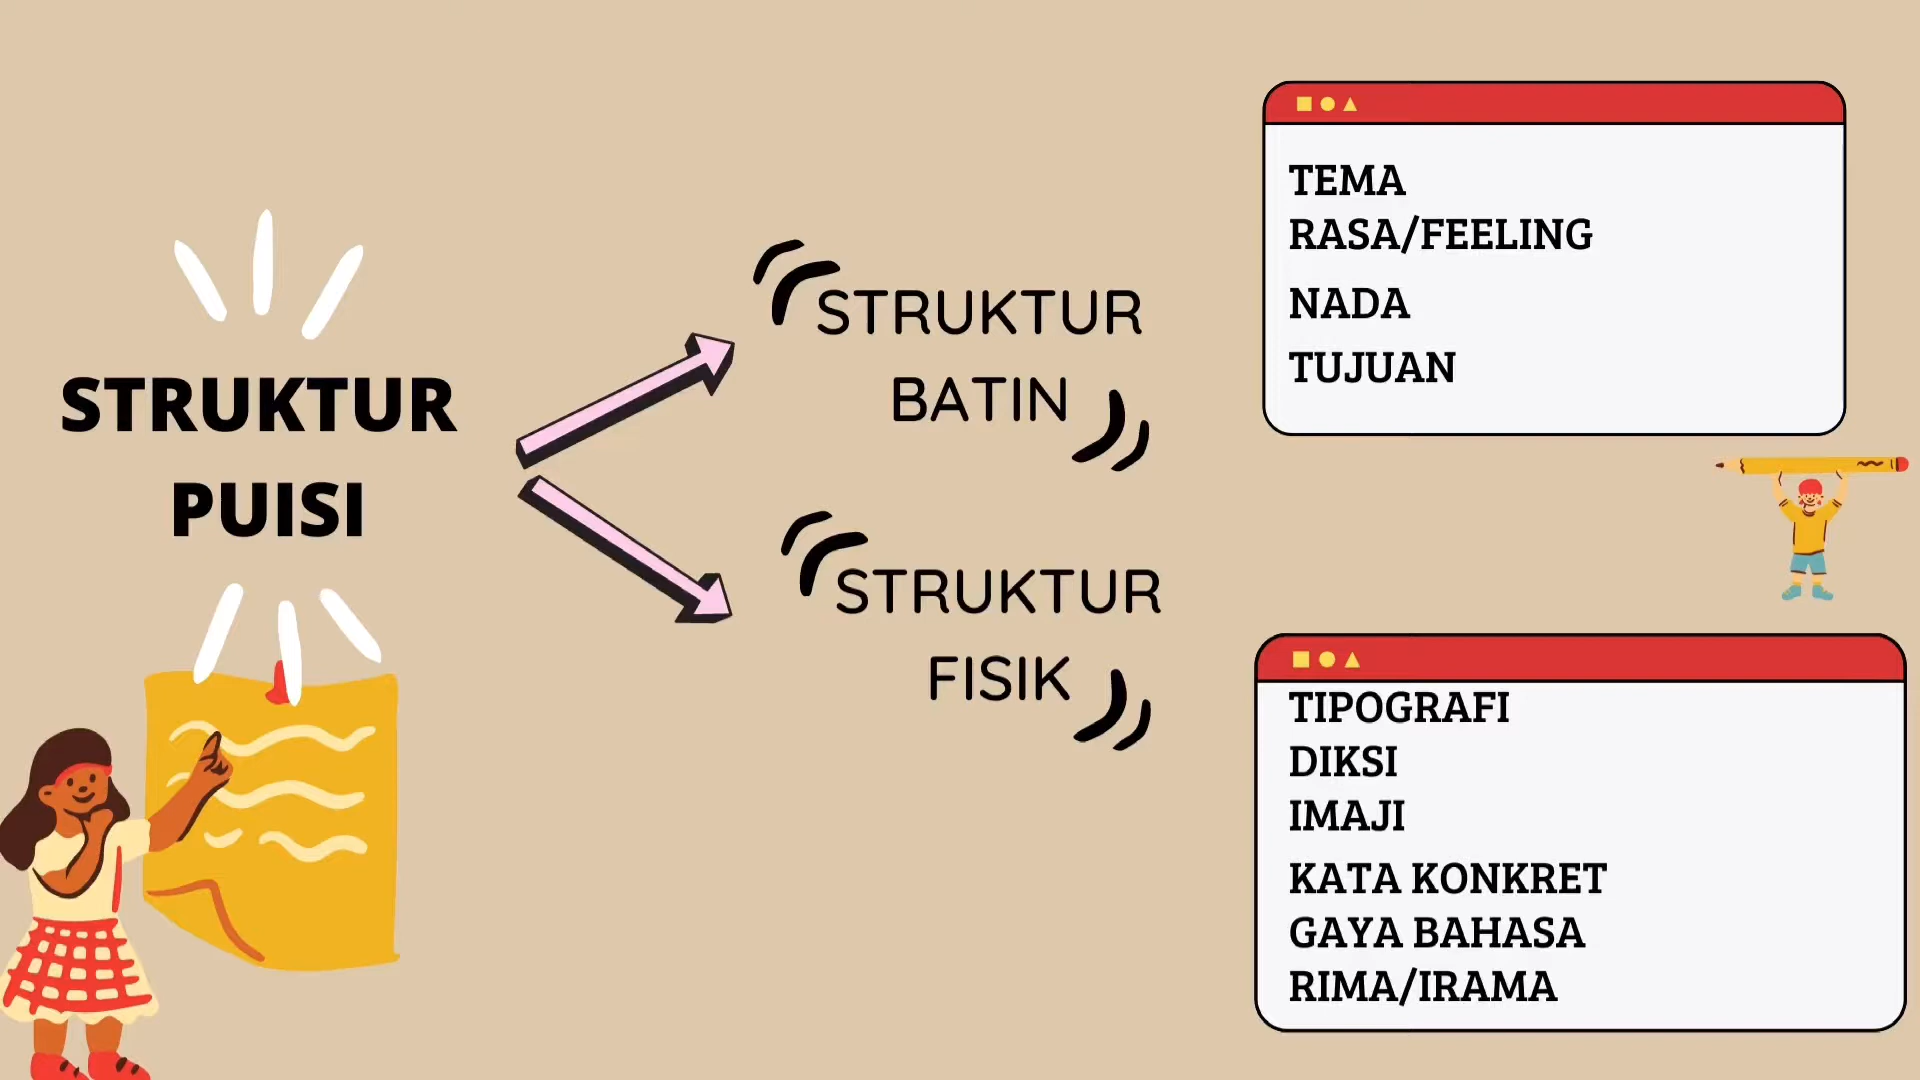 STRUKTUR
PUISI
STRUKTUR
BATIN
TEMA
RASA/FEELING
NADA
TUJUAN
STRUKTUR
FISIK
TIPOGRAFI
DIKSI
IMAJI
KATA KONKRET
GAYA BAHASA
RIMA/IRAMA